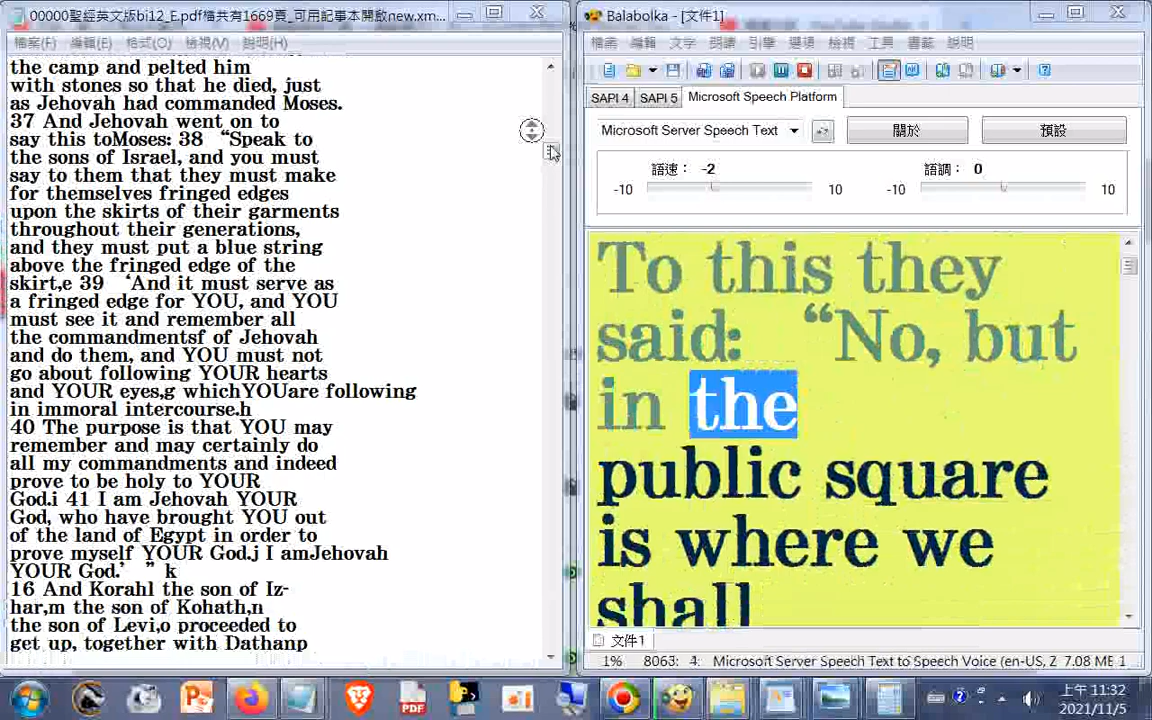 00000聖經英文版bi12_E.pdf檔共有1669頁_可用記事本開啟new.xm...
檔案(F) 編輯(E) 格式(O) 檢視(V) 說明(H)
the camp and pelted him
with stones so that he died, just
as Jehovah had commanded Moses.
37 And Jehovah went on to
say this toMoses: 38 “Speak to
the sons of Israel, and you must
say to them that they must make
for themselves fringed edges
upon the skirts of their garments
throughout their generations,
and they must put a blue string
above the fringed edge of the
skirt,e 39 ‘And it must serve as
a fringed edge for YOU, and YOU
must see it and remember all
the commandmentsf of Jehovah
and do them, and YOU must not
go about following YOUR hearts
and YOUR eyes,g whichYOUare following
in immoral intercourse.h
40 The purpose is that YOU may
remember and may certainly do
all my commandments and indeed
prove to be holy to YOUR
God.i 41 I am Jehovah YOUR
God, who have brought YOU out
of the land of Egypt in order to
prove myself YOUR God.j I amJehovah
YOUR God.’ ”k
16 And Korahl the son of Iz-
har,m the son of Kohath,n
the son of Levi,o proceeded to
get up, together with Dathanp
Balabolka - [文件1]
檔案 編輯 文字 朗讀 引擎 選項 檢視 工具 書籤 說明
SAPI 4 SAPI 5 Microsoft Speech Platform
Microsoft Server Speech Text 關於 預設
語速： -2 語調： 0
-10 10 -10 10
To this they
said: “No, but
in the
public square
is where we
shall
文件1
1% 8063: 4: Microsoft Server Speech Text to Speech Voice (en-US, Z 7.08 ME 1
PDF
上午 11:32
2021/11/5